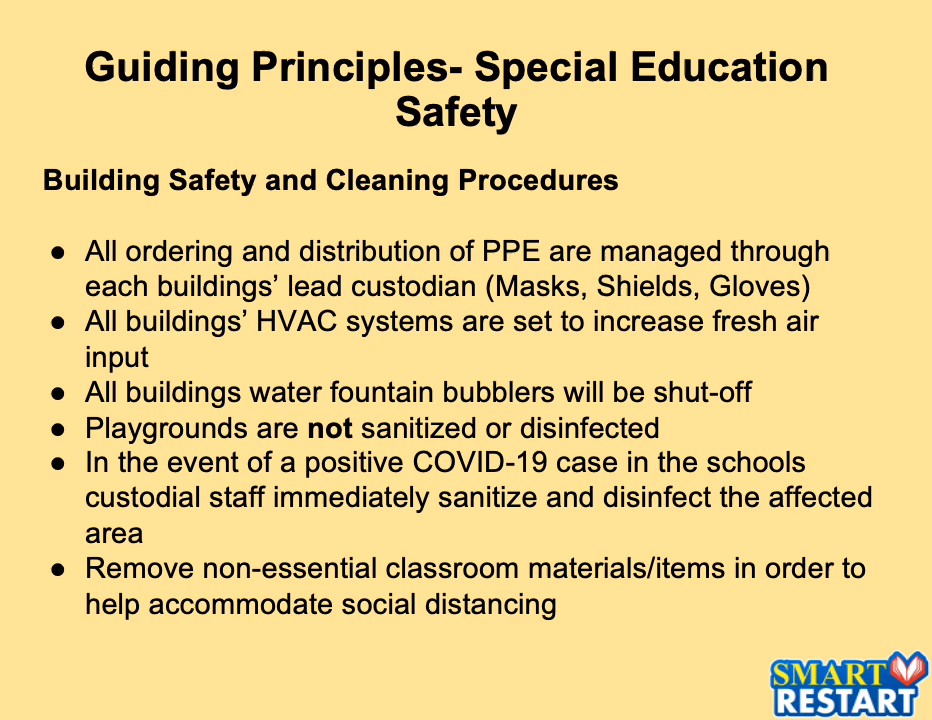 Guiding Principles- Special Education
Safety
Building Safety and Cleaning Procedures
● All ordering and distribution of PPE are managed through
each buildings’ lead custodian (Masks, Shields, Gloves)
● All buildings’ HVAC systems are set to increase fresh air
input
● All buildings water fountain bubblers will be shut-off
● Playgrounds are not sanitized or disinfected
● In the event of a positive COVID-19 case in the schools
custodial staff immediately sanitize and disinfect the affected
area
● Remove non-essential classroom materials/items in order to
help accommodate social distancing
SMART
RESTART